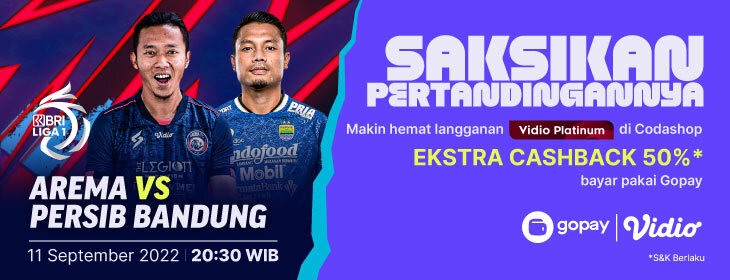 BRI
LIGA 1
AREMA VS
PERSIB BANDUNG
11 September 2022 | 20:30 WIB
Vidio
LEGION
PRIA
Indofood
Mobil
SAKSIKAN
PERTANDINGANNYA
Makin hemat langganan Vidio Platinum di Codashop
EKSTRA CASHBACK 50%*
bayar pakai Gopay
gopay | Vidio
*S&K Berlaku